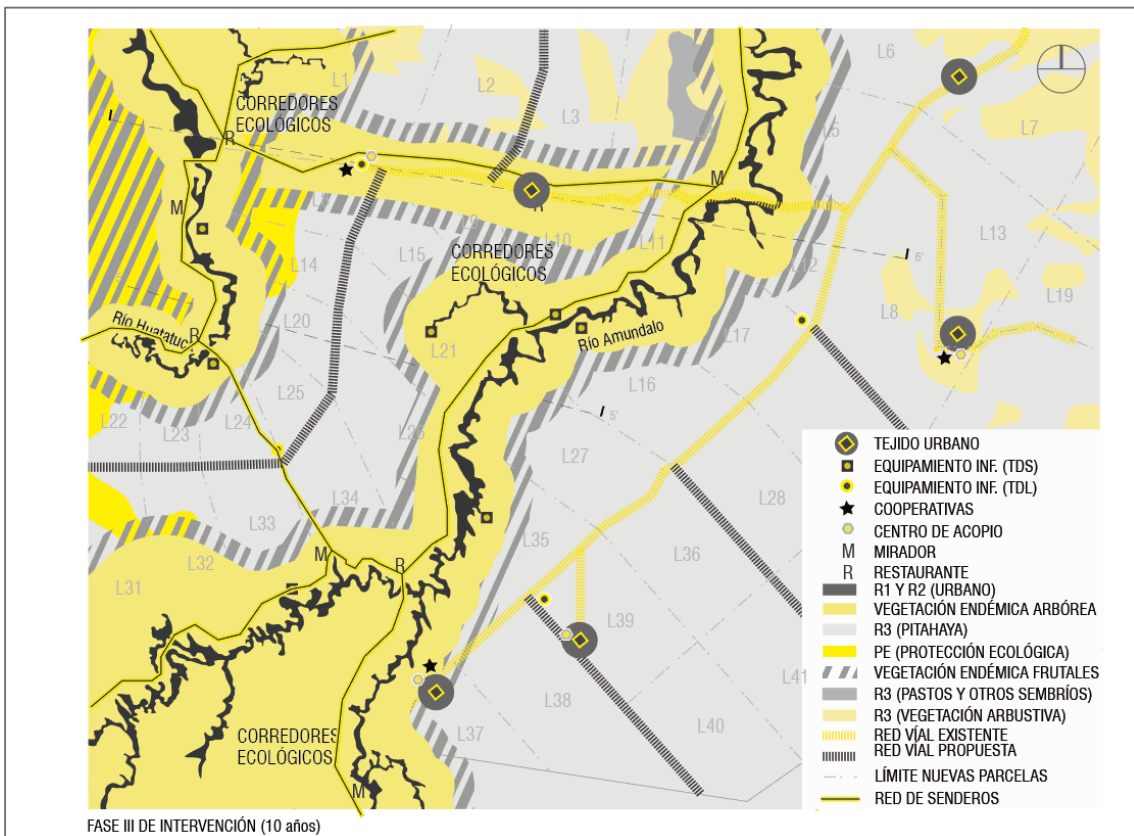 L1
L2
L3
L5
L6
L7
CORREDORES
ECOLÓGICOS
I
R
M
M
R
L10
L11
L12
L13
L14
L15
CORREDORES
ECOLÓGICOS
I 6'
L8
L19
L20
L21
L17
L16
Río Huatatuc
R
Río Amundalo
L22
L23
L24
L25
L26
I 5'
L27
L28
L31
L32
L33
L34
L35
L36
M
R
L37
L38
L39
L40
L41
CORREDORES
ECOLÓGICOS
M
TEJIDO URBANO
EQUIPAMIENTO INF. (TDS)
EQUIPAMIENTO INF. (TDL)
COOPERATIVAS
CENTRO DE ACOPIO
M MIRADOR
R RESTAURANTE
R1 Y R2 (URBANO)
VEGETACIÓN ENDÉMICA ARBÓREA
R3 (PITAHAYA)
PE (PROTECCIÓN ECOLÓGICA)
VEGETACIÓN ENDÉMICA FRUTALES
R3 (PASTOS Y OTROS SEMBRÍOS)
R3 (VEGETACIÓN ARBUSTIVA)
RED VÍAL EXISTENTE
RED VÍAL PROPUESTA
LÍMITE NUEVAS PARCELAS
RED DE SENDEROS
FASE III DE INTERVENCIÓN (10 años)